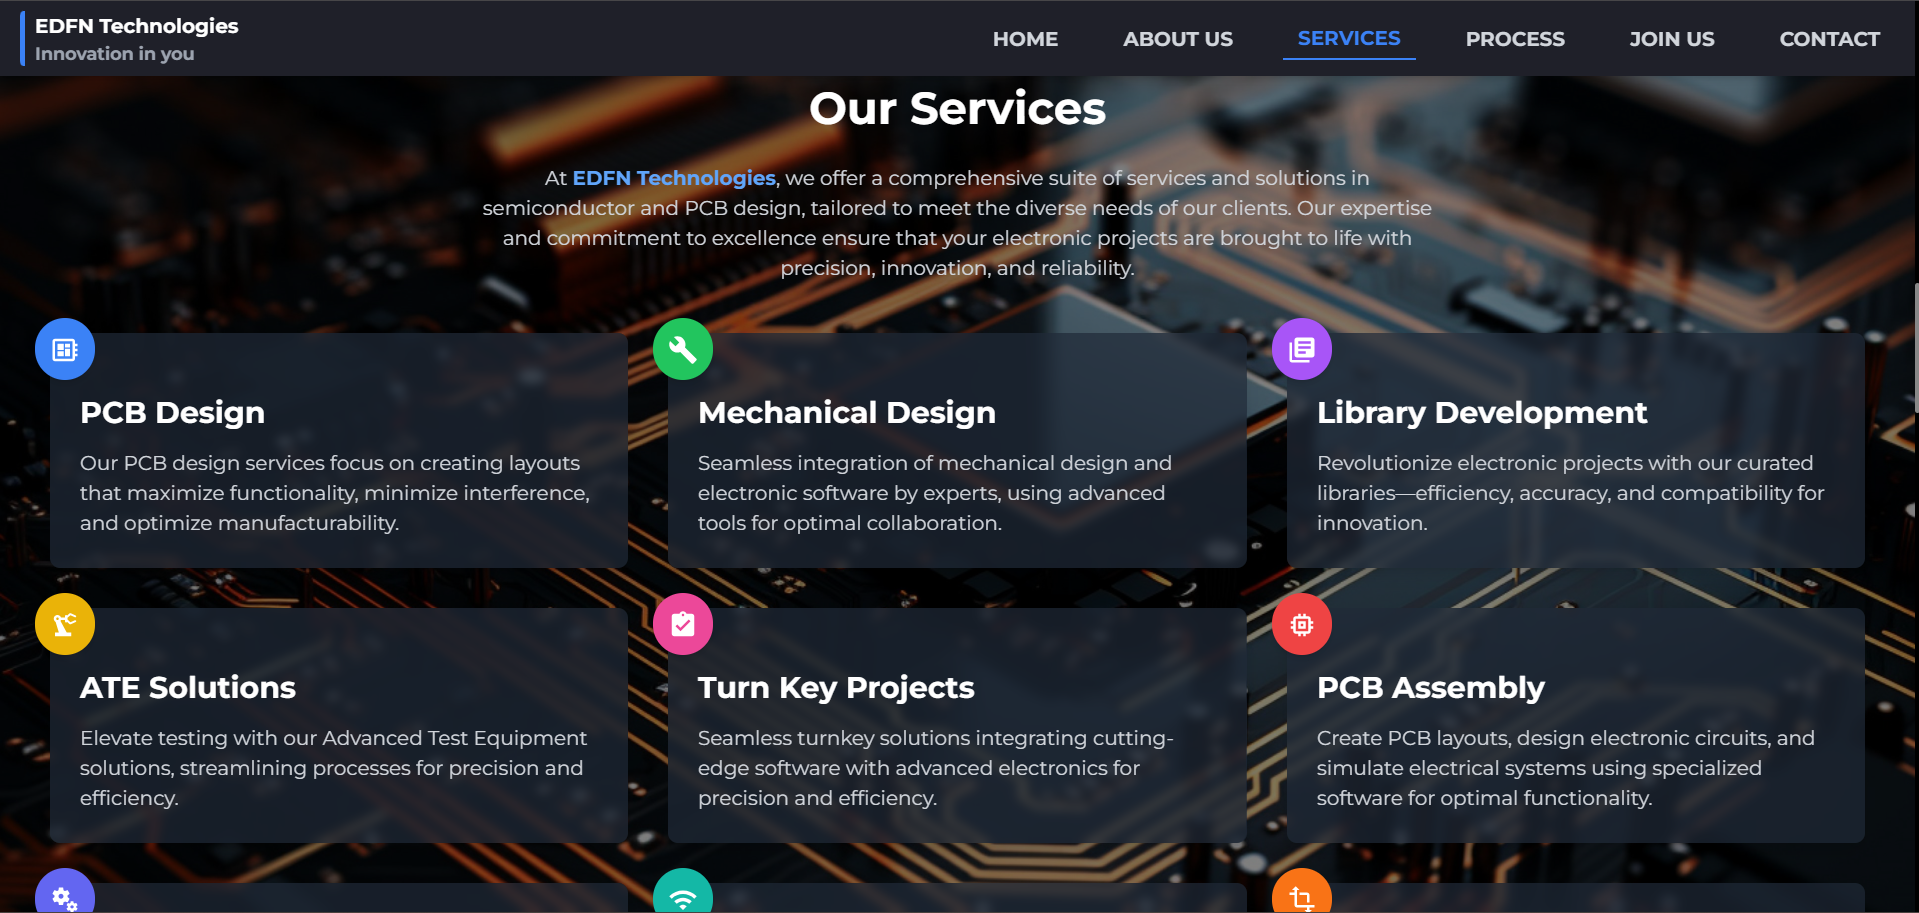 EDFN Technologies
Innovation in you
HOME
ABOUT US
SERVICES
PROCESS
JOIN US
CONTACT
Our Services
At EDFN Technologies, we offer a comprehensive suite of services and solutions in
semiconductor and PCB design, tailored to meet the diverse needs of our clients. Our expertise
and commitment to excellence ensure that your electronic projects are brought to life with
precision, innovation, and reliability.
PCB Design
Our PCB design services focus on creating layouts
that maximize functionality, minimize interference,
and optimize manufacturability.
Mechanical Design
Seamless integration of mechanical design and
electronic software by experts, using advanced
tools for optimal collaboration.
Library Development
Revolutionize electronic projects with our curated
libraries—efficiency, accuracy, and compatibility for
innovation.
ATE Solutions
Elevate testing with our Advanced Test Equipment
solutions, streamlining processes for precision and
efficiency.
Turn Key Projects
Seamless turnkey solutions integrating cutting-
edge software with advanced electronics for
precision and efficiency.
PCB Assembly
Create PCB layouts, design electronic circuits, and
simulate electrical systems using specialized
software for optimal functionality.